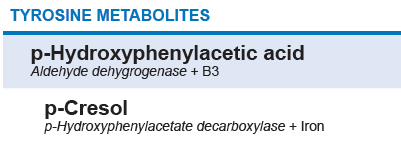 TYROSINE METABOLITES
p-Hydroxyphenylacetic acid
Aldehyde dehygrogenase + B3
p-Cresol
p-Hydroxyphenylacetate decarboxylase + Iron